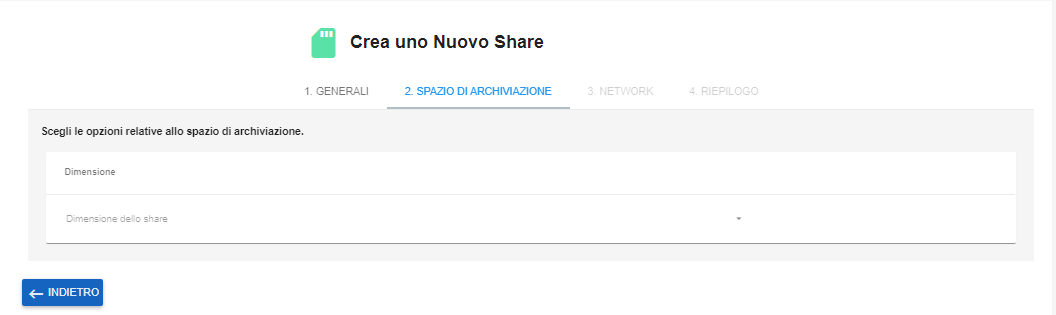 Crea uno Nuovo Share
1. GENERALI 2. SPAZIO DI ARCHIVIAZIONE 3. NETWORK 4. RIEPILOGO
Scegli le opzioni relative allo spazio di archiviazione.
Dimensione
Dimensione dello share
INDIETRO